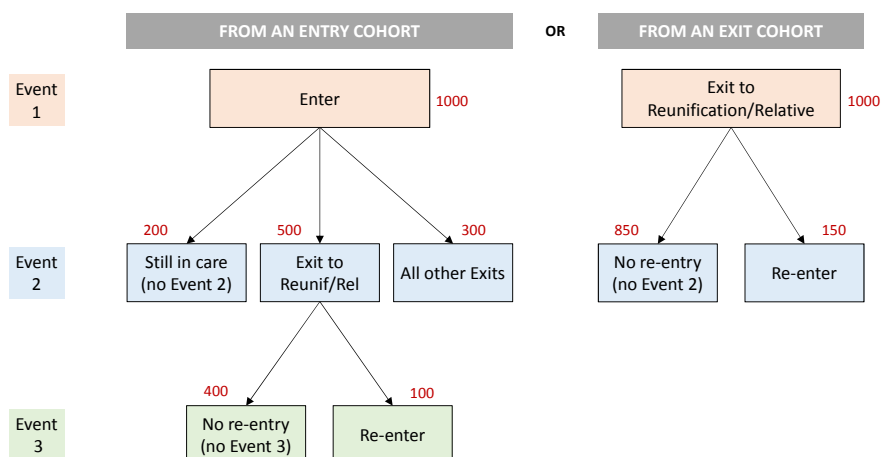 FROM AN ENTRY COHORT
OR
FROM AN EXIT COHORT
Event
1
Enter
1000
Exit to
Reunification/Relative
1000
200
500
300
850
150
Event
2
Still in care
(no Event 2)
Exit to
Reunif/Rel
All other Exits
No re-entry
(no Event 2)
Re-enter
400
100
Event
3
No re-entry
(no Event 3)
Re-enter